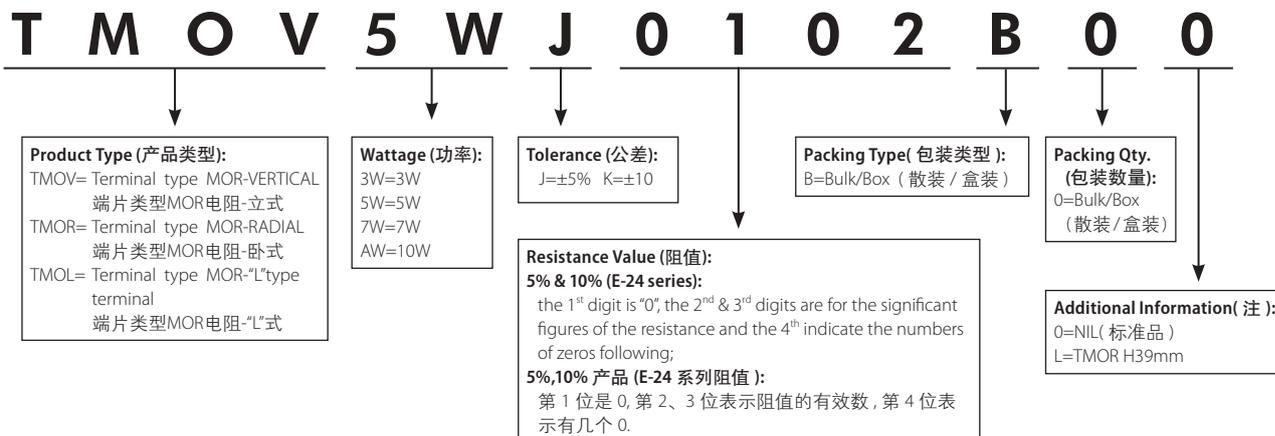 T M O V 5 W J 0 1 0 2 B 0 0
Product Type (产品类型):
TMOV= Terminal type MOR-VERTICAL
端片类型MOR电阻-立式
TMOR= Terminal type MOR-RADIAL
端片类型MOR电阻-卧式
TMOL= Terminal type MOR-"L"type
terminal
端片类型MOR电阻-"L"式
Wattage (功率):
3W=3W
5W=5W
7W=7W
AW=10W
Tolerance (公差):
J=±5% K=±10
Resistance Value (阻值):
5% & 10% (E-24 series):
the 1st digit is "0", the 2nd & 3rd digits are for the significant
figures of the resistance and the 4th indicate the numbers
of zeros following;
5%,10% 产品 (E-24 系列阻值 ):
第 1 位是 0, 第 2、3 位表示阻值的有效数 , 第 4 位表
示有几个 0.
Packing Type( 包装类型 ):
B=Bulk/Box ( 散装 / 盒装 )
Packing Qty.
(包装数量):
0=Bulk/Box
(散装/盒装)
Additional Information( 注 ):
0=NIL( 标准品 )
L=TMOR H39mm